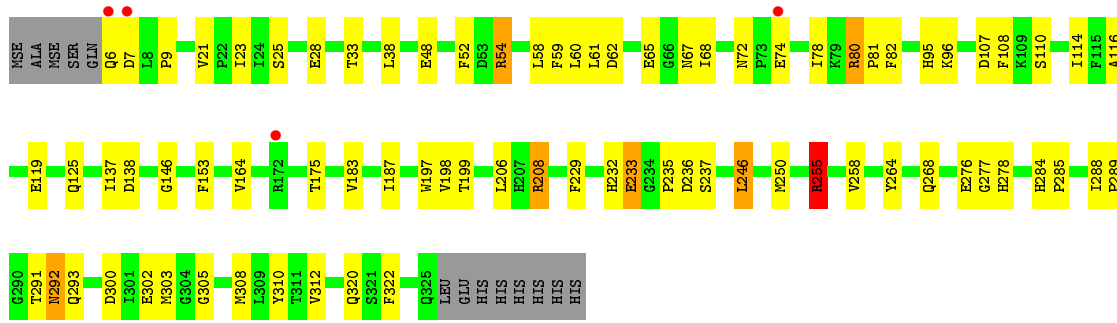 MSE ALA MSE SER GLN Q6 D7 L8 P9 V21 P22 I23 I24 S25 E28 T33 L38 E48 F52 D53 R54 L58 F59 L60 L61 D62 E65 G66 N67 I68 N72 P73 E74 I78 K79 R80 P81 F82 H95 K96 D107 F108 K109 S110 I114 F115 A116
E119 Q125 I137 D138 G146 F153 V164 R172 T175 V183 I187 W197 V198 T199 L206 H207 R208 F229 H232 E233 G234 P235 D236 S237 L246 M250 R255 V258 Y264 Q268 E276 G277 H278 H284 P285 I288 P289
G290 T291 N292 Q293 D300 I301 E302 M303 G304 G305 M308 L309 Y310 T311 V312 Q320 S321 F322 Q325 LEU GLU HIS HIS HIS HIS HIS HIS